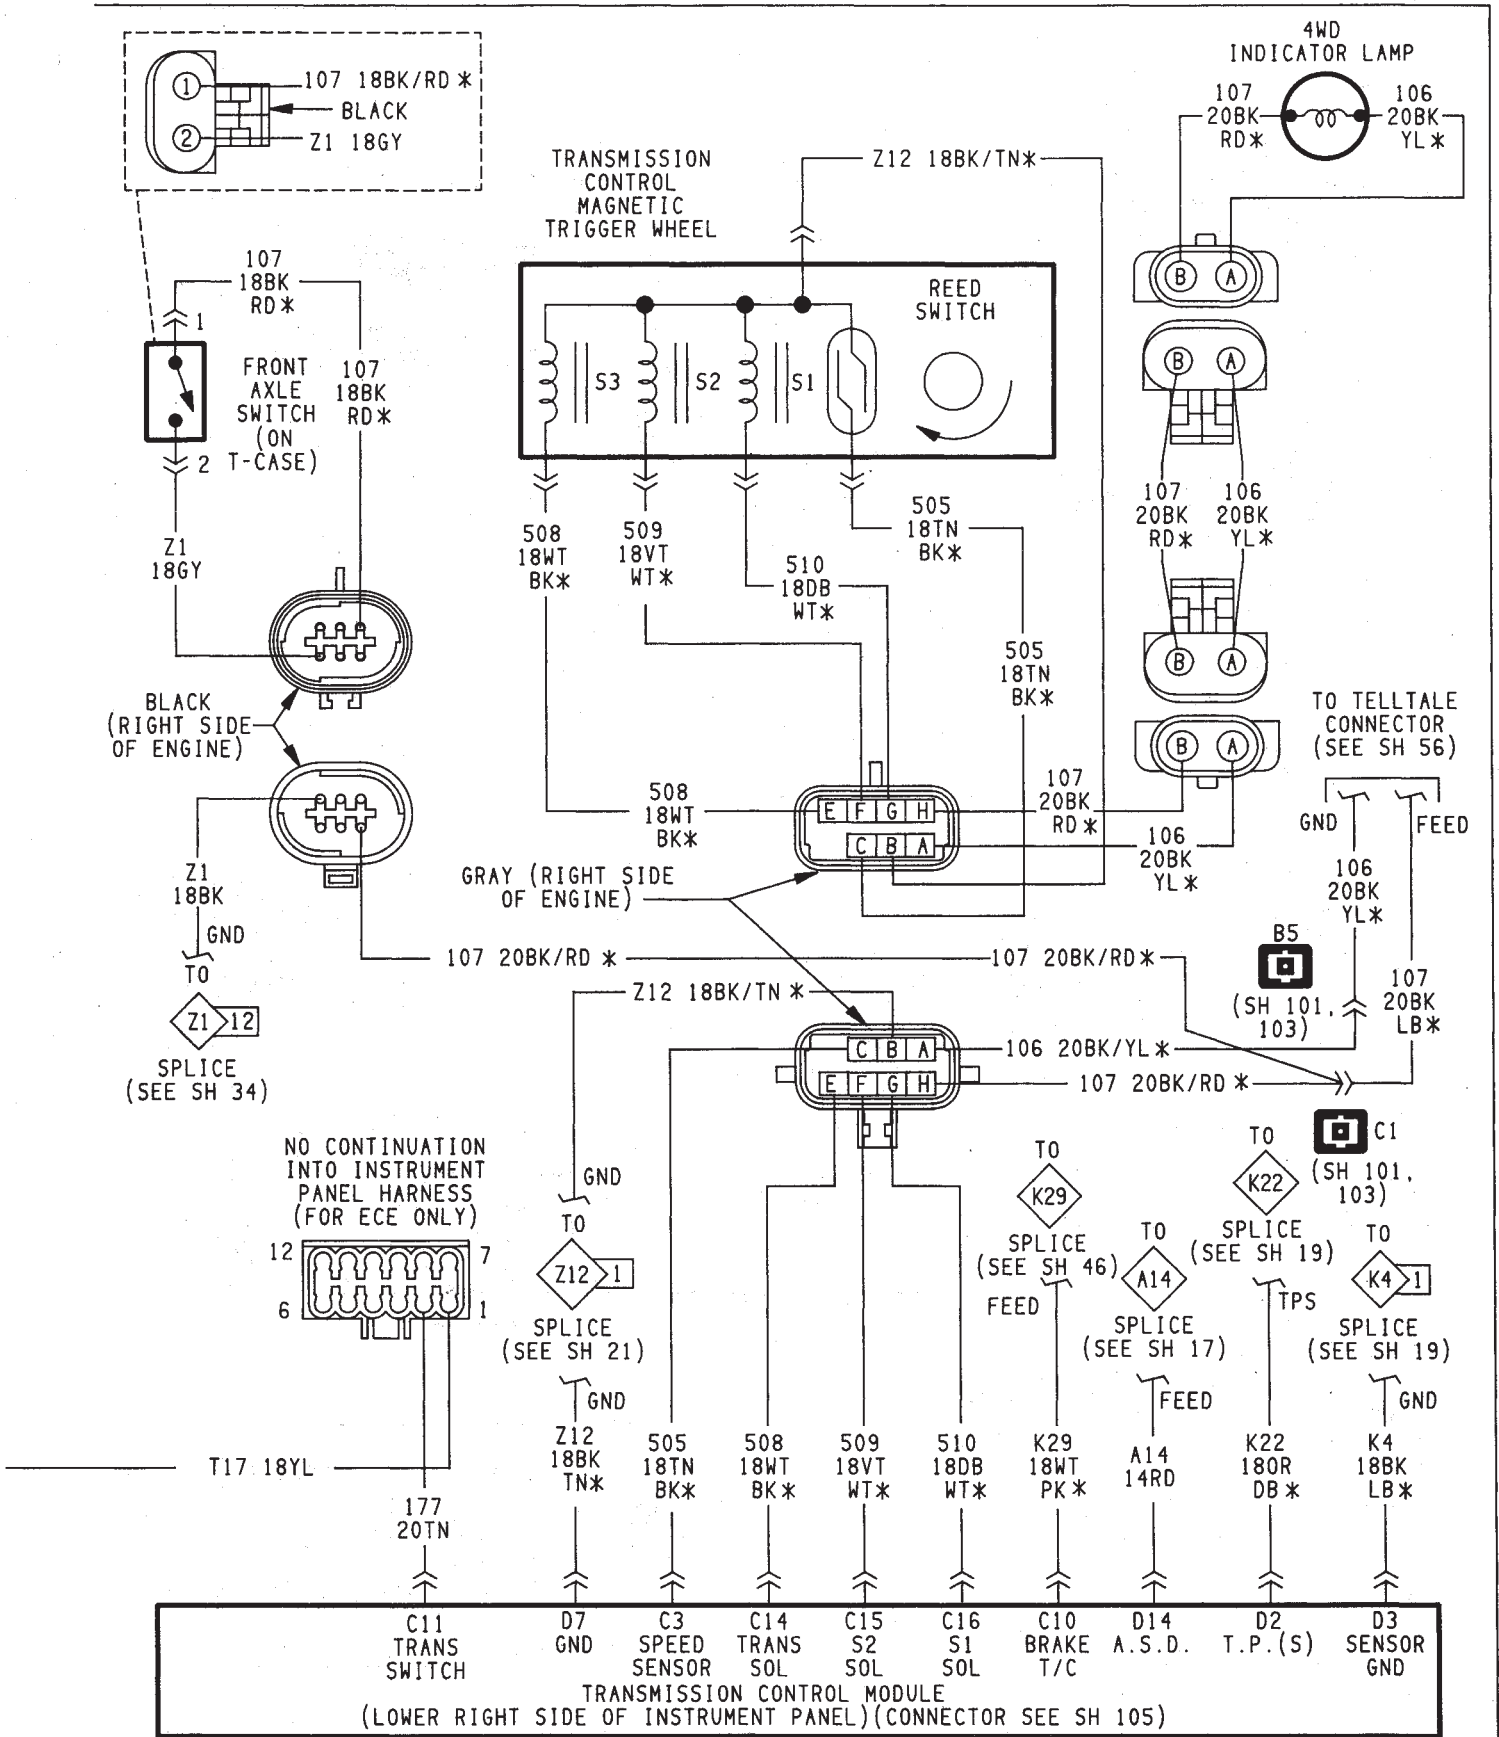 1
107 18BK/RD*
BLACK
2
Z1 18GY
4WD
INDICATOR LAMP
107
20BK
RD*
106
20BK
YL*
TRANSMISSION
CONTROL
MAGNETIC
TRIGGER WHEEL
Z12 18BK/TN*
B
A
107
18BK
RD*
1
FRONT
AXLE
SWITCH
(ON
T-CASE)
2
107
18BK
RD*
REED
SWITCH
S3
S2
S1
B
A
Z1
18GY
508
18WT
BK*
509
18VT
WT*
510
18DB
WT*
505
18TN
BK*
107
20BK
RD*
106
20BK
YL*
505
18TN
BK*
B
A
BLACK
(RIGHT SIDE
OF ENGINE)
TO TELLTALE
CONNECTOR
(SEE SH 56)
B
A
508
18WT
BK*
E
F
G
H
C
B
A
107
20BK
RD*
106
20BK
YL*
GND
FEED
Z1
18BK
GND
TO
Z1
12
SPLICE
(SEE SH 34)
GRAY (RIGHT SIDE
OF ENGINE)
106
20BK
YL*
B5
(SH 101,
103)
107
20BK
LB*
107 20BK/RD*
107 20BK/RD*
Z12 18BK/TN*
C
B
A
E
F
G
H
106 20BK/YL*
107 20BK/RD*
C1
(SH 101,
103)
NO CONTINUATION
INTO INSTRUMENT
PANEL HARNESS
(FOR ECE ONLY)
12
7
6
1
GND
TO
Z12
1
SPLICE
(SEE SH 21)
GND
TO
K29
SPLICE
(SEE SH 46)
FEED
TO
A14
SPLICE
(SEE SH 17)
FEED
TO
K22
SPLICE
(SEE SH 19)
TPS
TO
K4
1
SPLICE
(SEE SH 19)
GND
T17 18YL
177
20TN
Z12
18BK
TN*
505
18TN
BK*
508
18WT
BK*
509
18VT
WT*
510
18DB
WT*
K29
18WT
PK*
A14
14RD
K22
18OR
DB*
K4
18BK
LB*
C11
TRANS
SWITCH
D7
GND
C3
SPEED
SENSOR
C14
TRANS
SOL
C15
S2
SOL
C16
S1
SOL
C10
BRAKE
T/C
D14
A.S.D.
D2
T.P.(S)
D3
SENSOR
GND
TRANSMISSION CONTROL MODULE
(LOWER RIGHT SIDE OF INSTRUMENT PANEL)(CONNECTOR SEE SH 105)